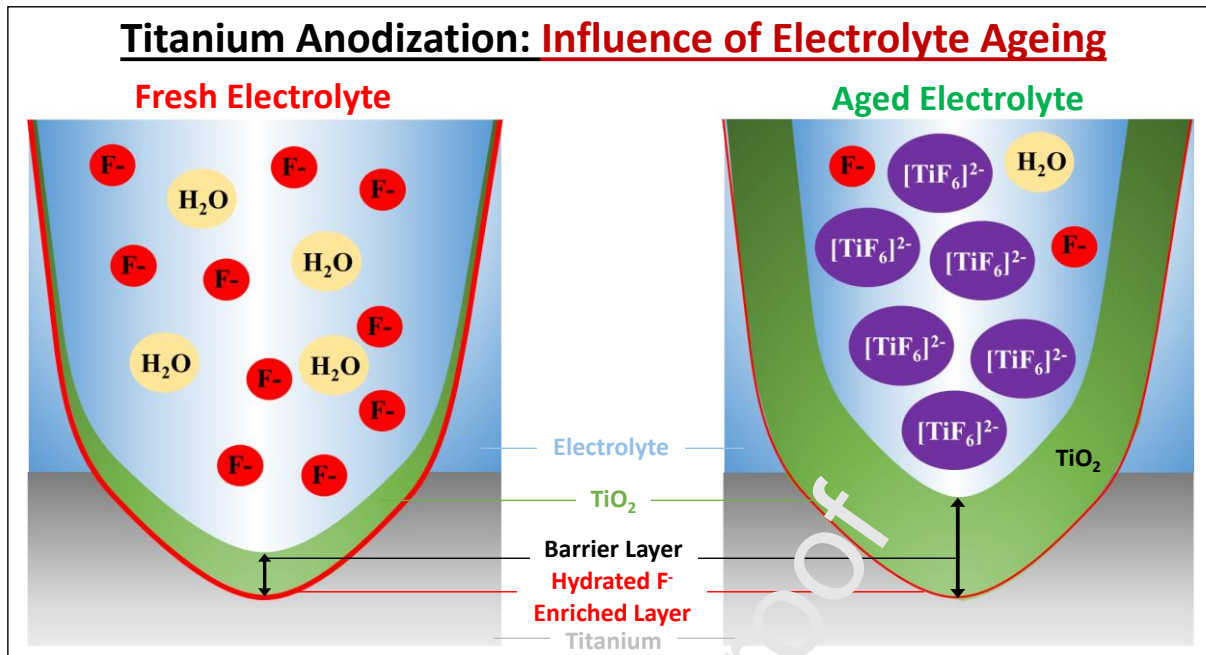 Titanium Anodization: Influence of Electrolyte Ageing
Fresh Electrolyte
Aged Electrolyte
F-
F-
F-
H₂O
F-
F-
H₂O
F-
H₂O
H₂O
F-
F-
F-
F-
F-
[TiF₆]²⁻
H₂O
[TiF₆]²⁻
[TiF₆]²⁻
F-
[TiF₆]²⁻
[TiF₆]²⁻
[TiF₆]²⁻
TiO₂
Electrolyte
TiO₂
Barrier Layer
Hydrated F⁻
Enriched Layer
Titanium
roof